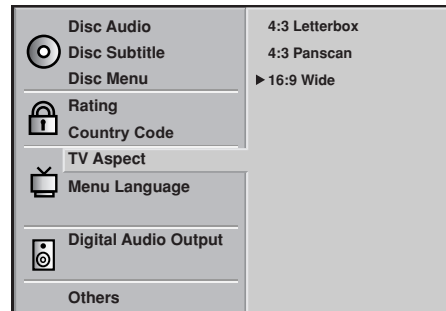 Disc Audio
Disc Subtitle
Disc Menu
Rating
Country Code
TV Aspect
Menu Language
Digital Audio Output
Others
4:3 Letterbox
4:3 Panscan
16:9 Wide